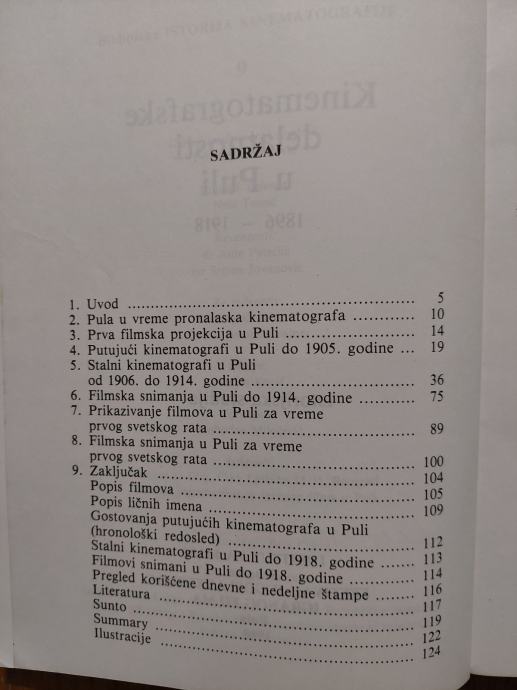 SADRŽAJ
1. Uvod ........ 5
2. Pula u vreme pronalaska kinematografa ........ 10
3. Prva filmska projekcija u Puli ........ 14
4. Putujući kinematografi u Puli do 1905. godine ... 19
5. Stalni kinematografi u Puli
od 1906. do 1914. godine ........ 36
6. Filmska snimanja u Puli do 1914. godine ........ 75
7. Prikazivanje filmova u Puli za vreme
prvog svetskog rata ........ 89
8. Filmska snimanja u Puli za vreme
prvog svetskog rata ........ 100
9. Zaključak ........ 104
Popis filmova ........ 105
Popis ličnih imena ........ 109
Gostovanja putujućih kinematografa u Puli
(hronološki redosled) ........ 112
Stalni kinematografi u Puli do 1918. godine ....... 113
Filmovi snimani u Puli do 1918. godine ........ 114
Pregled korišćene dnevne i nedeljne štampe ........ 116
Literatura ........ 117
Sunto ........ 119
Summary ........ 122
Ilustracije ........ 124